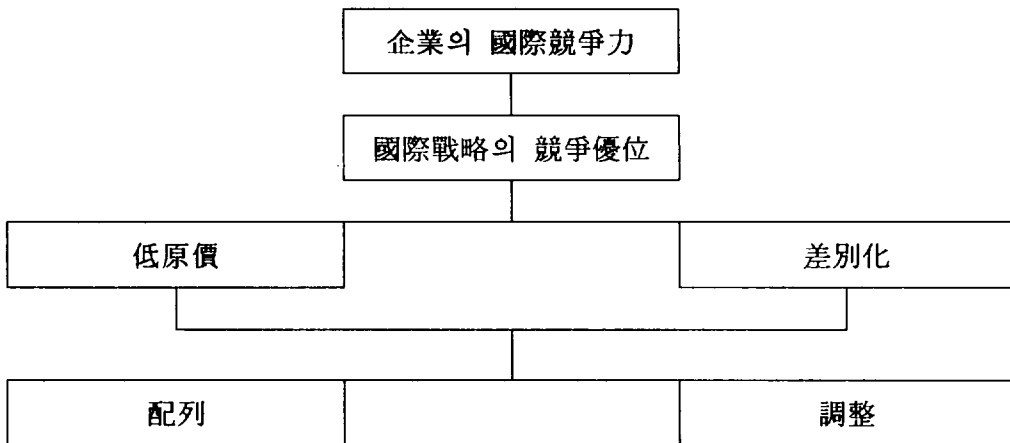 企業의 國際競爭力
國際戰略의 競爭優位
低原價
差別化
配列
調整